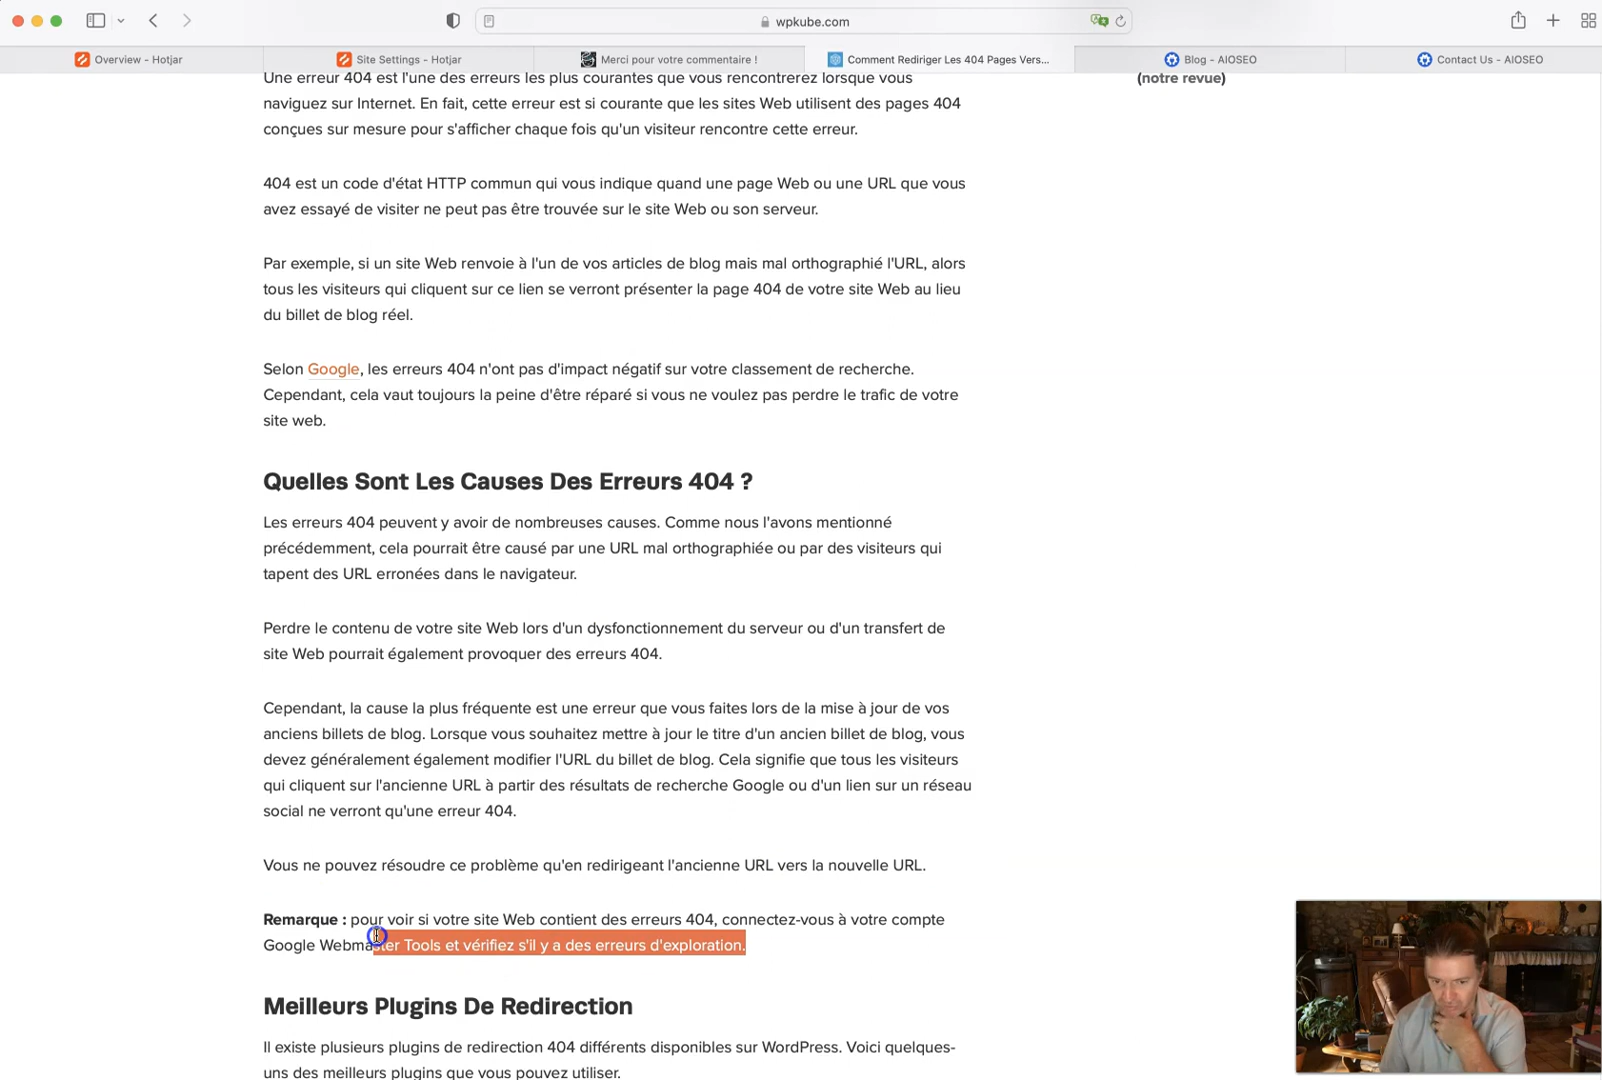 wpkube.com
Overview - Hotjar
Site Settings - Hotjar
Merci pour votre commentaire !
Comment Rediriger Les 404 Pages Vers...
Blog - AIOSEO
Contact Us - AIOSEO
Une erreur 404 est l'une des erreurs les plus courantes que vous rencontrerez lorsque vous
naviguez sur Internet. En fait, cette erreur est si courante que les sites Web utilisent des pages 404
conçues sur mesure pour s'afficher chaque fois qu'un visiteur rencontre cette erreur.
(notre revue)
404 est un code d'état HTTP commun qui vous indique quand une page Web ou une URL que vous
avez essayé de visiter ne peut pas être trouvée sur le site Web ou son serveur.
Par exemple, si un site Web renvoie à l'un de vos articles de blog mais mal orthographié l'URL, alors
tous les visiteurs qui cliquent sur ce lien se verront présenter la page 404 de votre site Web au lieu
du billet de blog réel.
Selon Google, les erreurs 404 n'ont pas d'impact négatif sur votre classement de recherche.
Cependant, cela vaut toujours la peine d'être réparé si vous ne voulez pas perdre le trafic de votre
site web.
Quelles Sont Les Causes Des Erreurs 404 ?
Les erreurs 404 peuvent y avoir de nombreuses causes. Comme nous l'avons mentionné
précédemment, cela pourrait être causé par une URL mal orthographiée ou par des visiteurs qui
tapent des URL erronées dans le navigateur.
Perdre le contenu de votre site Web lors d'un dysfonctionnement du serveur ou d'un transfert de
site Web pourrait également provoquer des erreurs 404.
Cependant, la cause la plus fréquente est une erreur que vous faites lors de la mise à jour de vos
anciens billets de blog. Lorsque vous souhaitez mettre à jour le titre d'un ancien billet de blog, vous
devez généralement également modifier l'URL du billet de blog. Cela signifie que tous les visiteurs
qui cliquent sur l'ancienne URL à partir des résultats de recherche Google ou d'un lien sur un réseau
social ne verront qu'une erreur 404.
Vous ne pouvez résoudre ce problème qu'en redirigeant l'ancienne URL vers la nouvelle URL.
Remarque : pour voir si votre site Web contient des erreurs 404, connectez-vous à votre compte
Google Webmaster Tools et vérifiez s'il y a des erreurs d'exploration.
Meilleurs Plugins De Redirection
Il existe plusieurs plugins de redirection 404 différents disponibles sur WordPress. Voici quelques-
uns des meilleurs plugins que vous pouvez utiliser.